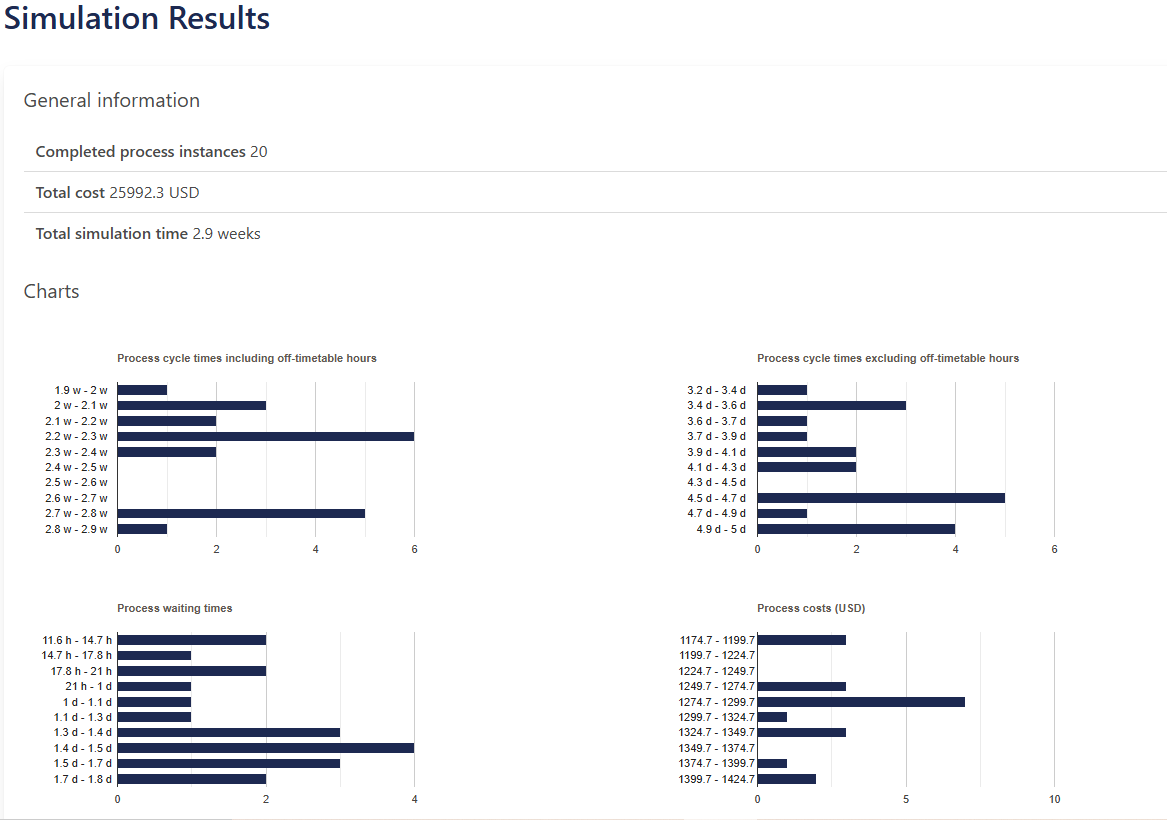 Simulation Results
General information
Completed process instances 20
Total cost 25992.3 USD
Total simulation time 2.9 weeks
Charts
Process cycle times including off-timetable hours
1.9 w - 2 w
2 w - 2.1 w
2.1 w - 2.2 w
2.2 w - 2.3 w
2.3 w - 2.4 w
2.4 w - 2.5 w
2.5 w - 2.6 w
2.6 w - 2.7 w
2.7 w - 2.8 w
2.8 w - 2.9 w
0 2 4 6
Process cycle times excluding off-timetable hours
3.2 d - 3.4 d
3.4 d - 3.6 d
3.6 d - 3.7 d
3.7 d - 3.9 d
3.9 d - 4.1 d
4.1 d - 4.3 d
4.3 d - 4.5 d
4.5 d - 4.7 d
4.7 d - 4.9 d
4.9 d - 5 d
0 2 4 6
Process waiting times
11.6 h - 14.7 h
14.7 h - 17.8 h
17.8 h - 21 h
21 h - 1 d
1 d - 1.1 d
1.1 d - 1.3 d
1.3 d - 1.4 d
1.4 d - 1.5 d
1.5 d - 1.7 d
1.7 d - 1.8 d
0 2 4
Process costs (USD)
1174.7 - 1199.7
1199.7 - 1224.7
1224.7 - 1249.7
1249.7 - 1274.7
1274.7 - 1299.7
1299.7 - 1324.7
1324.7 - 1349.7
1349.7 - 1374.7
1374.7 - 1399.7
1399.7 - 1424.7
0 5 10